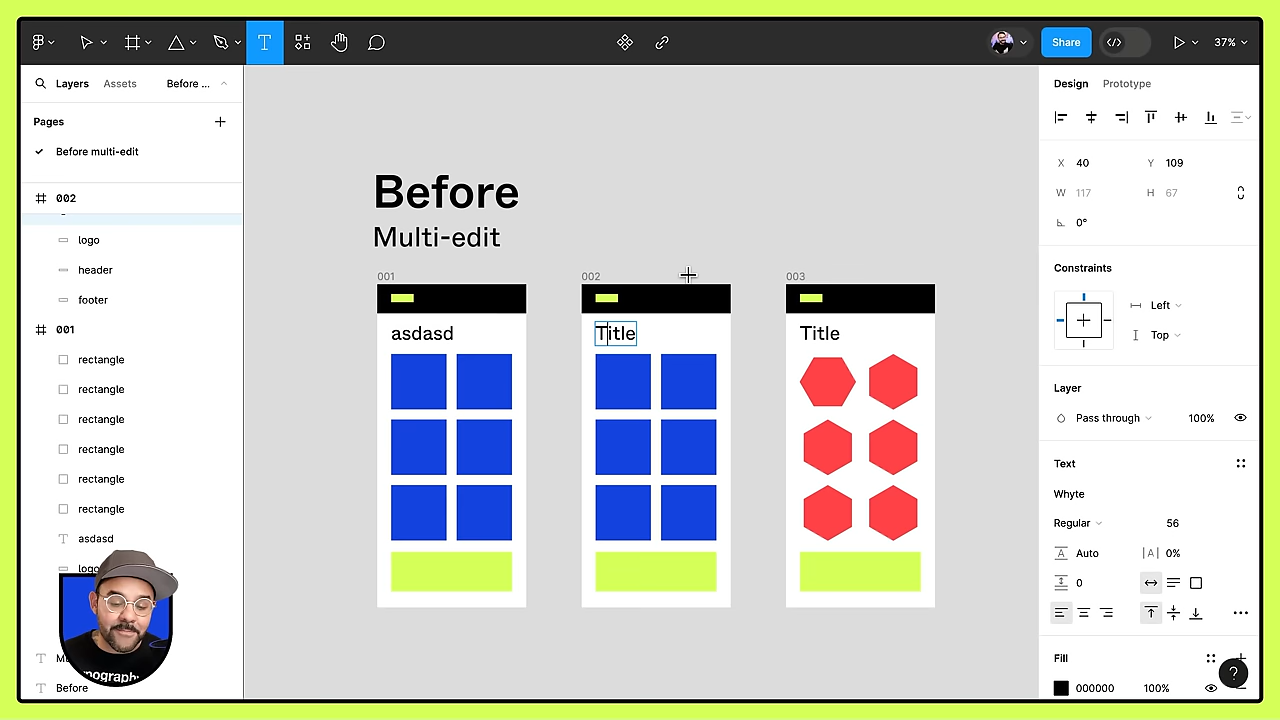 T
Share
</>
37%
Layers
Assets
Before ...
Pages
Before multi-edit
002
logo
header
footer
001
rectangle
rectangle
rectangle
rectangle
rectangle
rectangle
asdasd
Before
Before
Multi-edit
001
002
003
asdasd
Title
Title
Design
Prototype
X 40
Y 109
W 117
H 67
0°
Constraints
Left
Top
Layer
Pass through
100%
Text
Whyte
Regular
56
Auto
|A| 0%
0
Fill
000000
100%
?